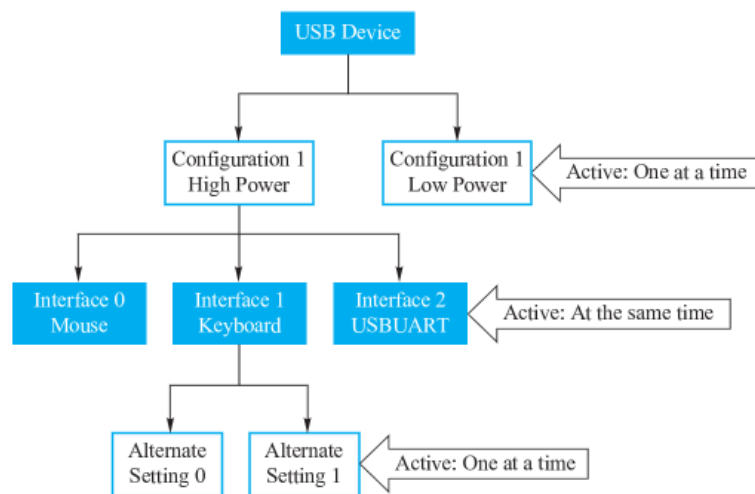 USB Device
Configuration 1
High Power
Configuration 1
Low Power
Active: One at a time
Interface 0
Mouse
Interface 1
Keyboard
Interface 2
USBUART
Active: At the same time
Alternate
Setting 0
Alternate
Setting 1
Active: One at a time